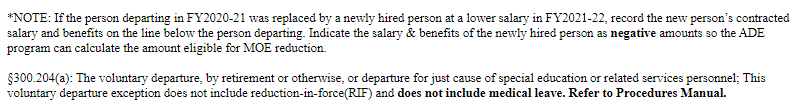 *NOTE: If the person departing in FY2020-21 was replaced by a newly hired person at a lower salary in FY2021-22, record the new person's contracted
salary and benefits on the line below the person departing. Indicate the salary & benefits of the newly hired person as negative amounts so the ADE
program can calculate the amount eligible for MOE reduction.
§300.204(a): The voluntary departure, by retirement or otherwise, or departure for just cause of special education or related services personnel; This
voluntary departure exception does not include reduction-in-force(RIF) and does not include medical leave. Refer to Procedures Manual.